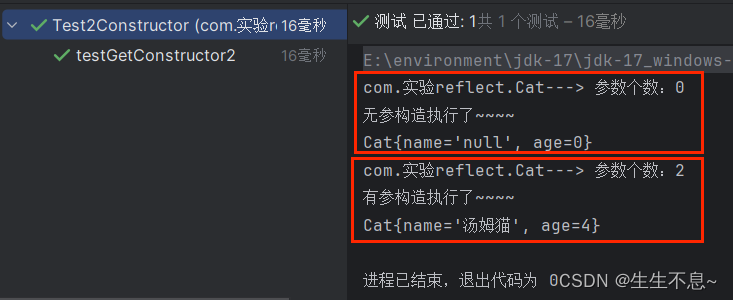 Test2Constructor (com.实验re 16毫秒
testGetConstructor2 16毫秒
测试 已通过: 1共 1 个测试 – 16毫秒
E:\environment\jdk-17\jdk-17_windows-
com.实验reflect.Cat---> 参数个数：0
无参构造执行了~~~~
Cat{name='null', age=0}
com.实验reflect.Cat---> 参数个数：2
有参构造执行了~~~~
Cat{name='汤姆猫', age=4}
进程已结束，退出代码为 0CSDN @生生不息~